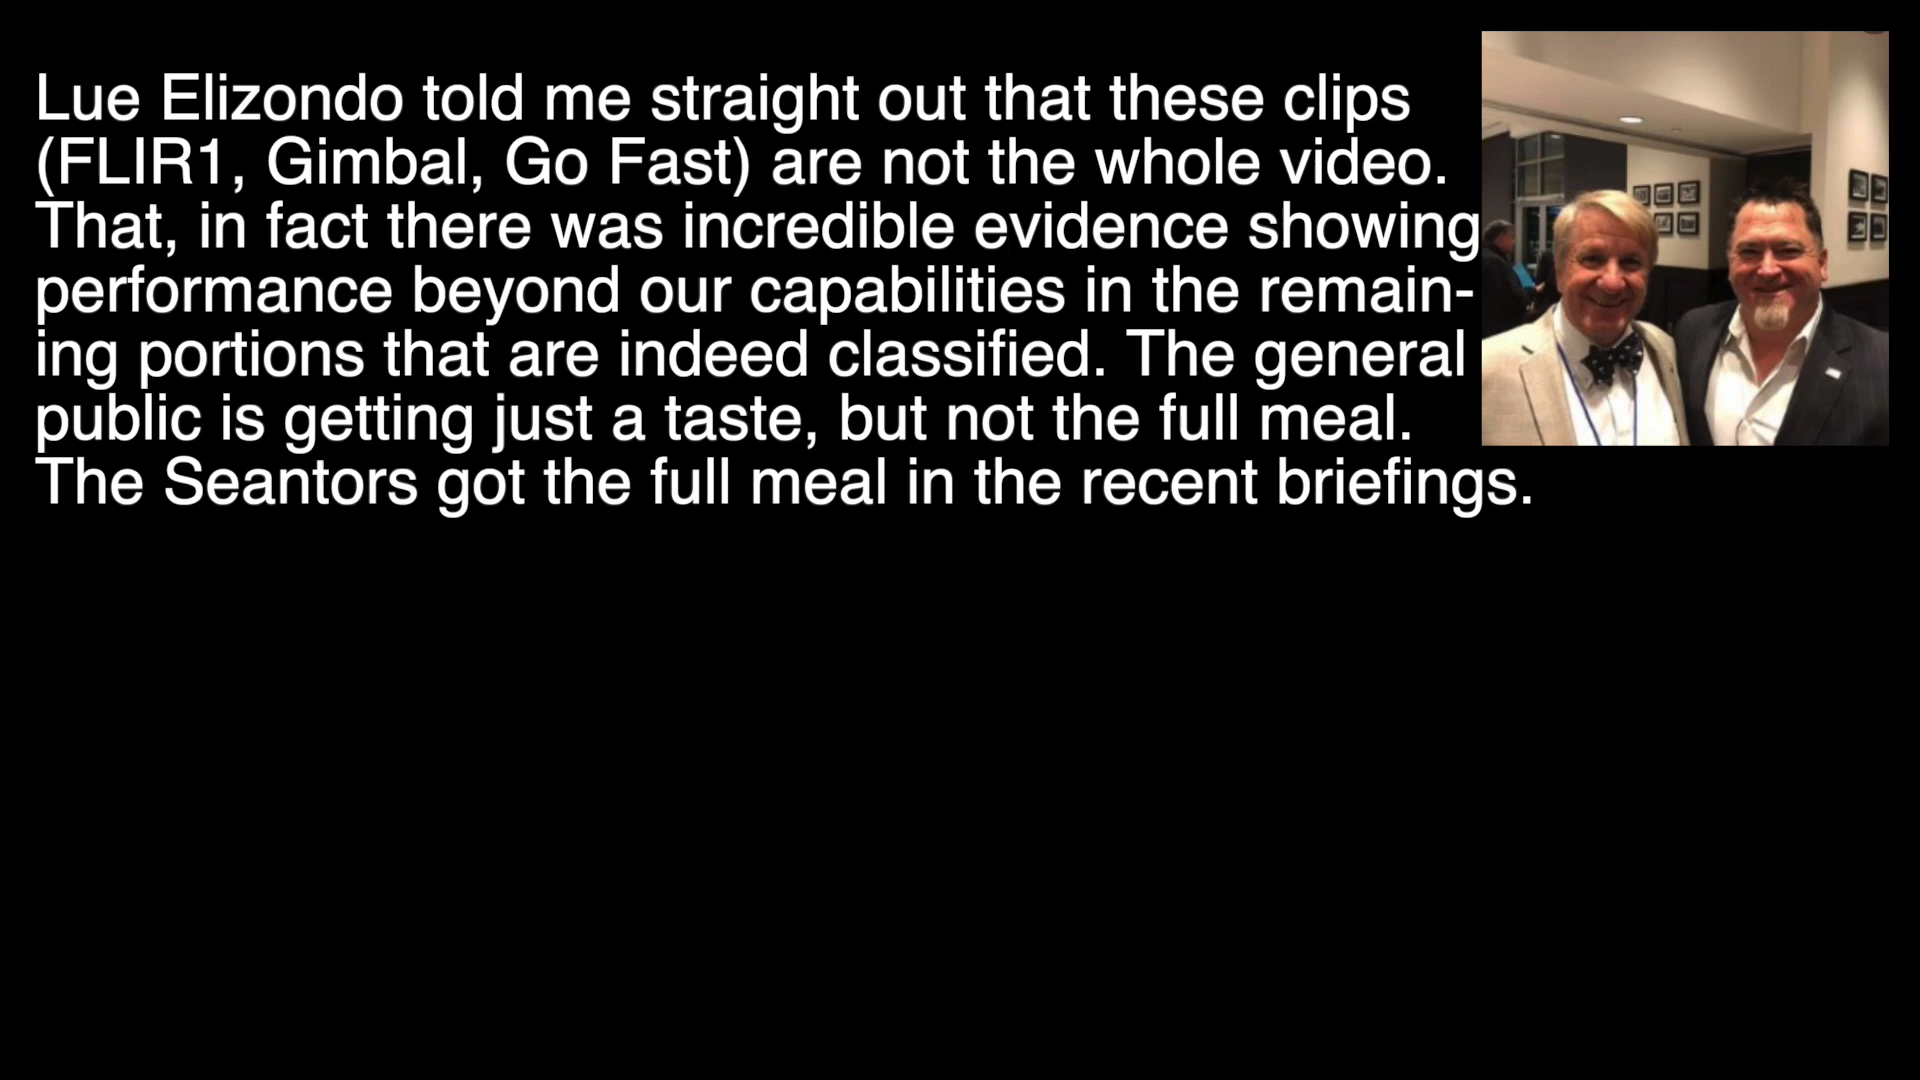 Lue Elizondo told me straight out that these clips
(FLIR1, Gimbal, Go Fast) are not the whole video.
That, in fact there was incredible evidence showing
performance beyond our capabilities in the remain-
ing portions that are indeed classified. The general
public is getting just a taste, but not the full meal.
The Seantors got the full meal in the recent briefings.